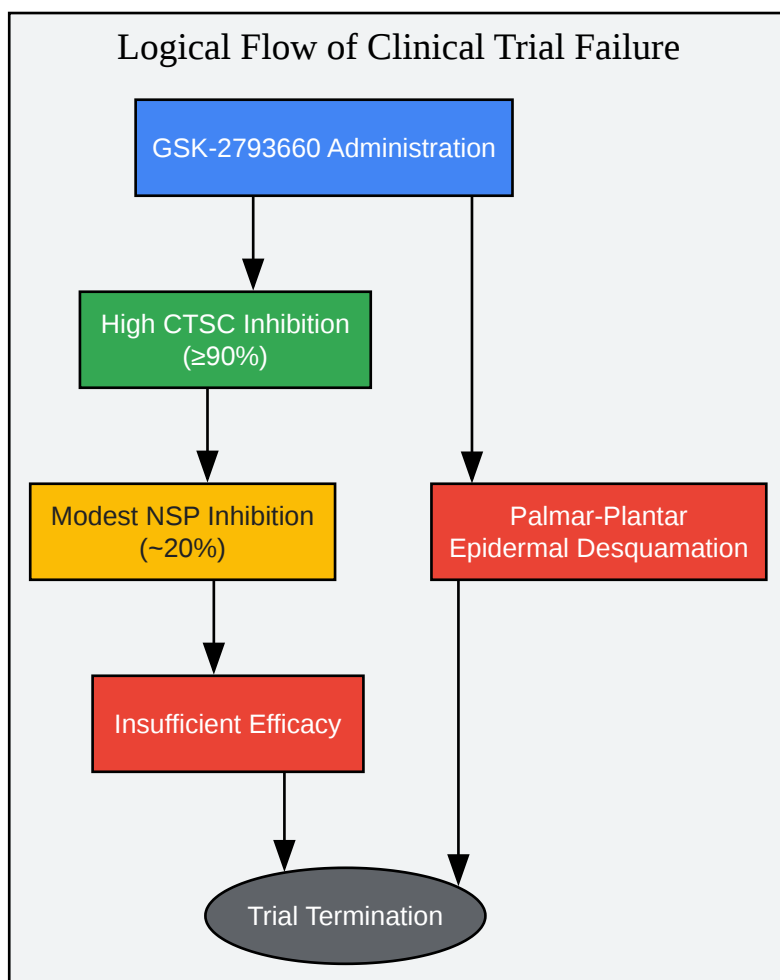 Logical Flow of Clinical Trial Failure
GSK-2793660 Administration
High CTSC Inhibition
(≥90%)
Modest NSP Inhibition
(~20%)
Palmar-Plantar
Epidermal Desquamation
Insufficient Efficacy
Trial Termination